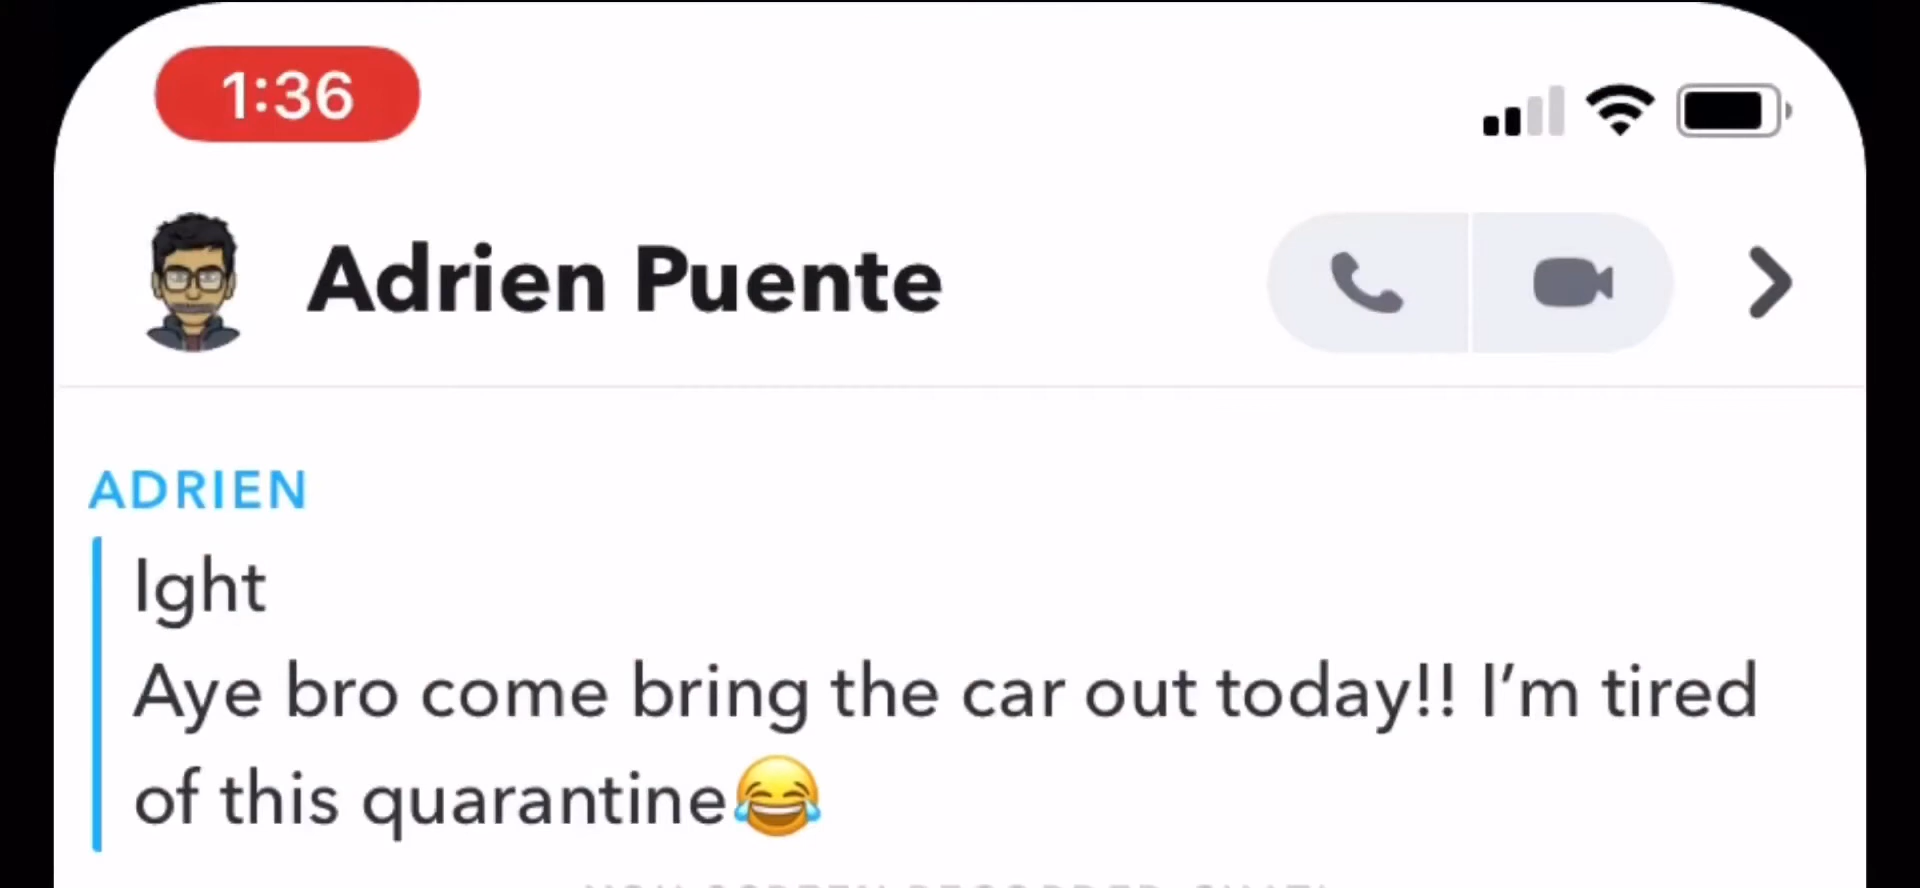 1:36
Adrien Puente
ADRIEN
Ight
Aye bro come bring the car out today!! I’m tired
of this quarantine😂